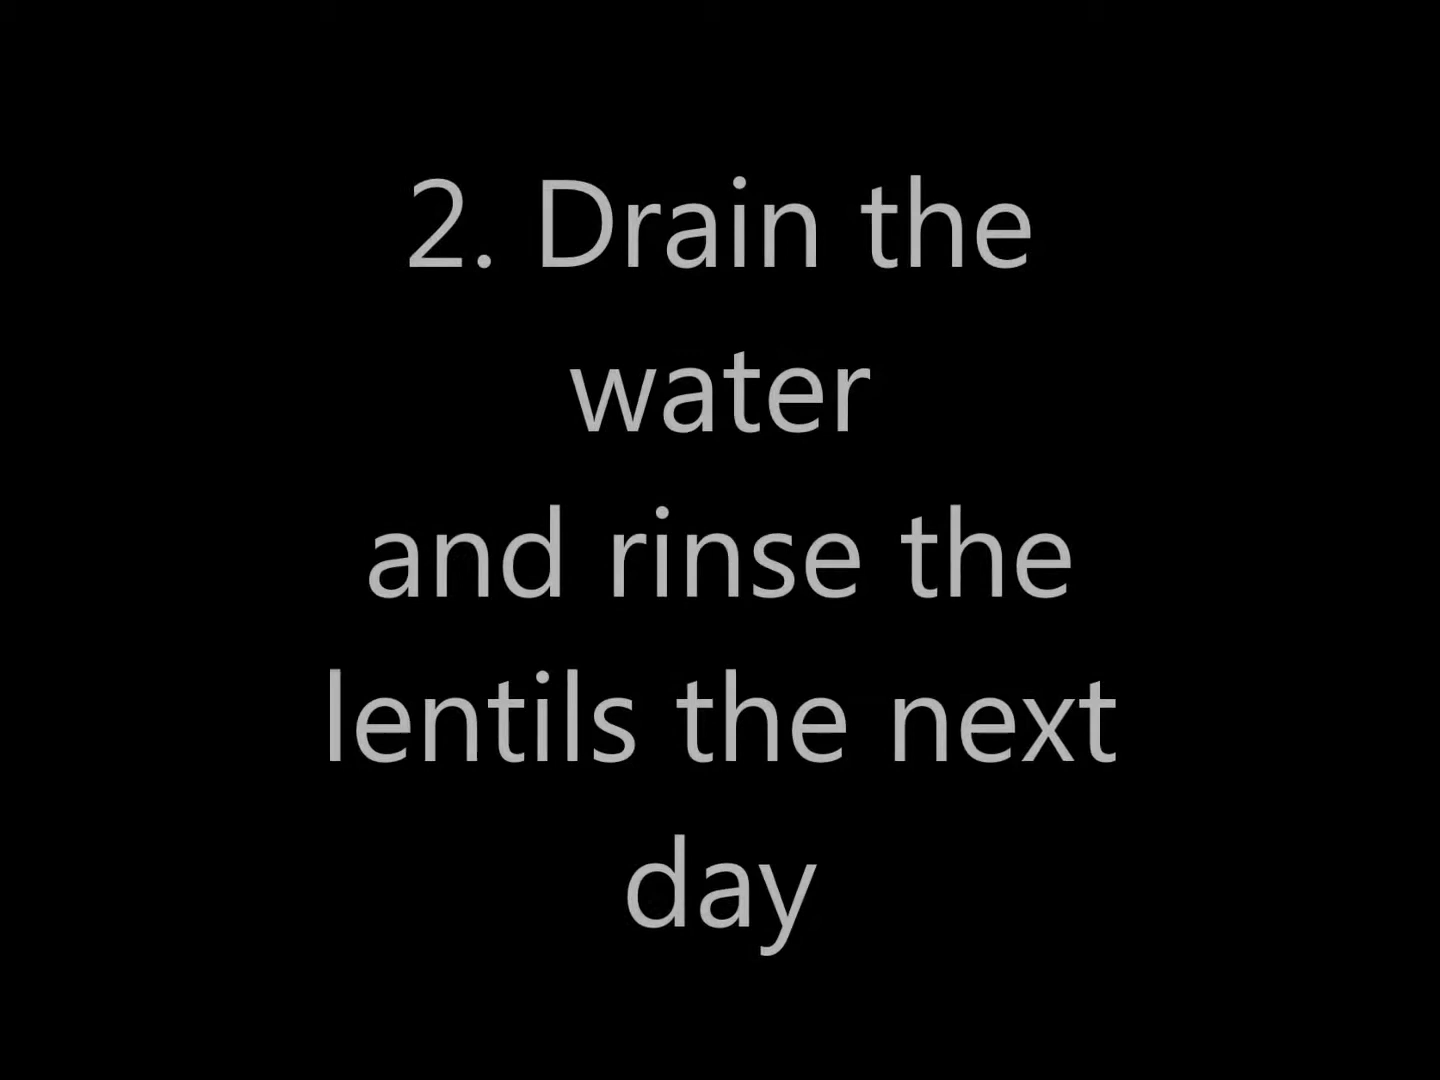 2. Drain the
water
and rinse the
lentils the next
day